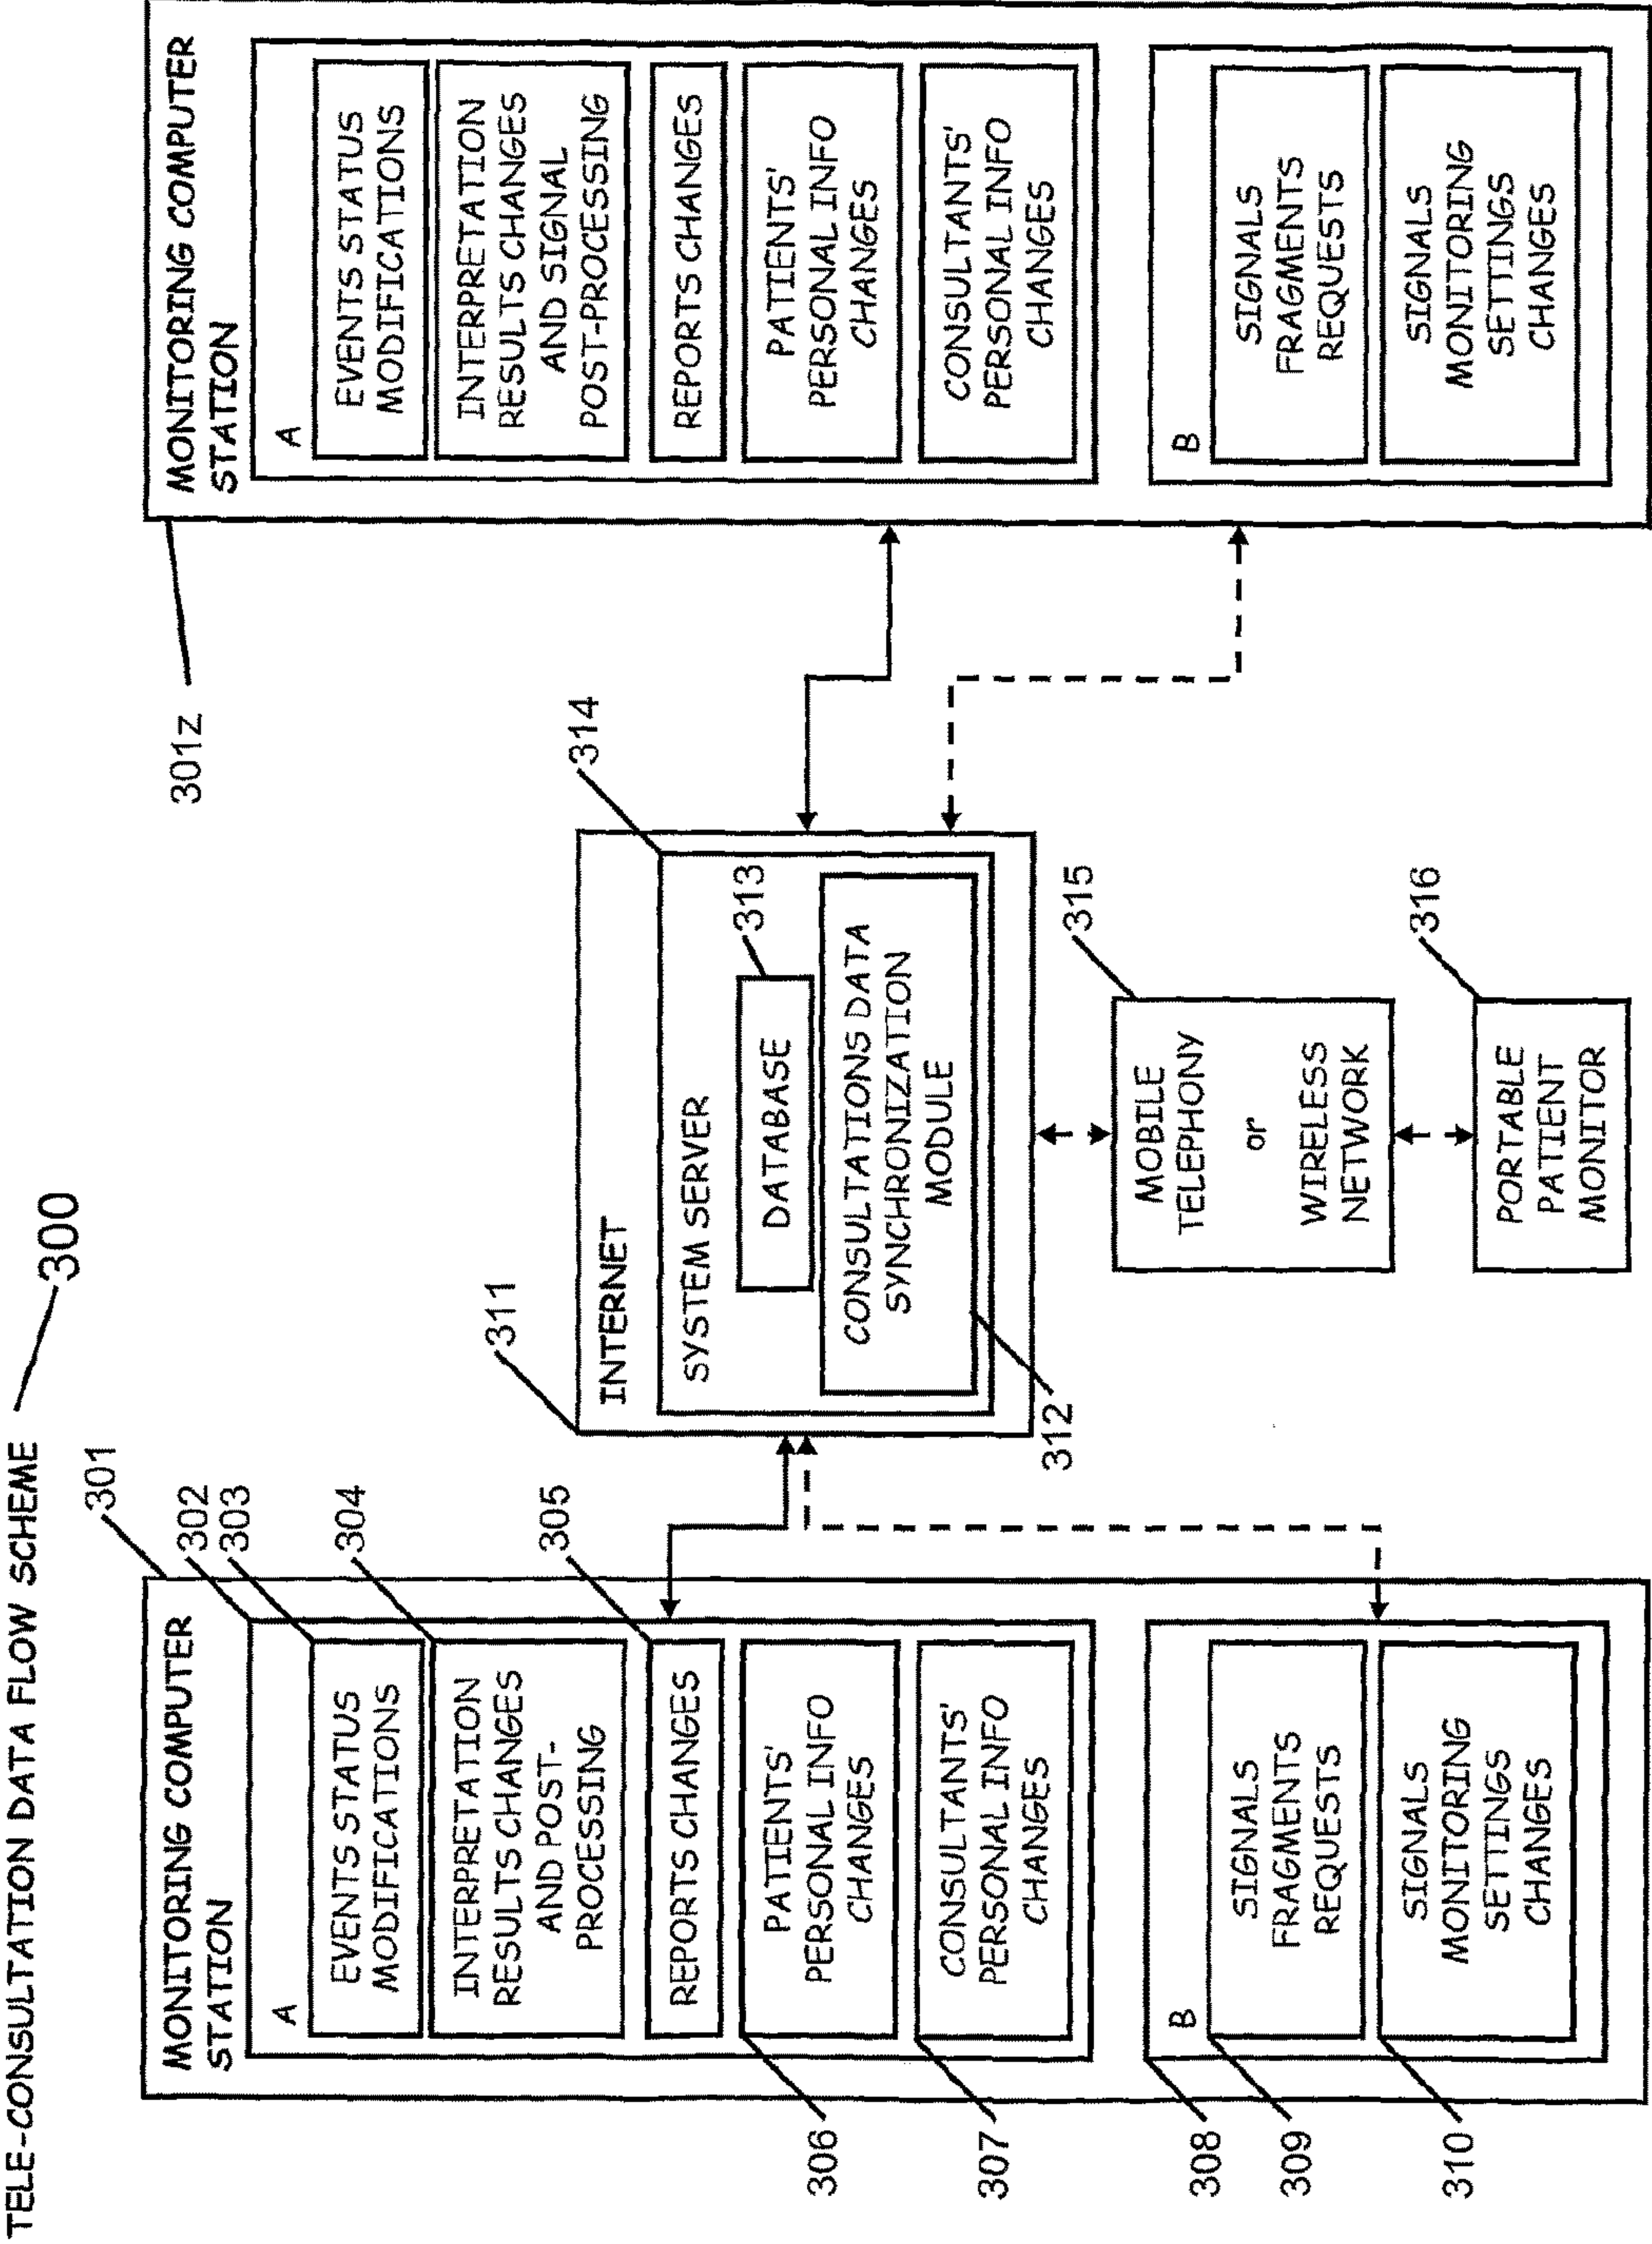 TELE-CONSULTATION DATA FLOW SCHEME
300
301
MONITORING COMPUTER
STATION
302
303
304
305
A
EVENTS STATUS
MODIFICATIONS
INTERPRETATION
RESULTS CHANGES
AND POST-
PROCESSING
REPORTS CHANGES
PATIENTS'
PERSONAL INFO
CHANGES
CONSULTANTS'
PERSONAL INFO
CHANGES
306
307
B
SIGNALS
FRAGMENTS
REQUESTS
SIGNALS
MONITORING
SETTINGS
CHANGES
308
309
310
311
INTERNET
314
SYSTEM SERVER
313
DATABASE
CONSULTATIONS DATA
SYNCHRONIZATION
MODULE
312
315
MOBILE
TELEPHONY
or
WIRELESS
NETWORK
316
PORTABLE
PATIENT
MONITOR
301z
MONITORING COMPUTER
STATION
A
EVENTS STATUS
MODIFICATIONS
INTERPRETATION
RESULTS CHANGES
AND SIGNAL
POST-PROCESSING
REPORTS CHANGES
PATIENTS'
PERSONAL INFO
CHANGES
CONSULTANTS'
PERSONAL INFO
CHANGES
B
SIGNALS
FRAGMENTS
REQUESTS
SIGNALS
MONITORING
SETTINGS
CHANGES